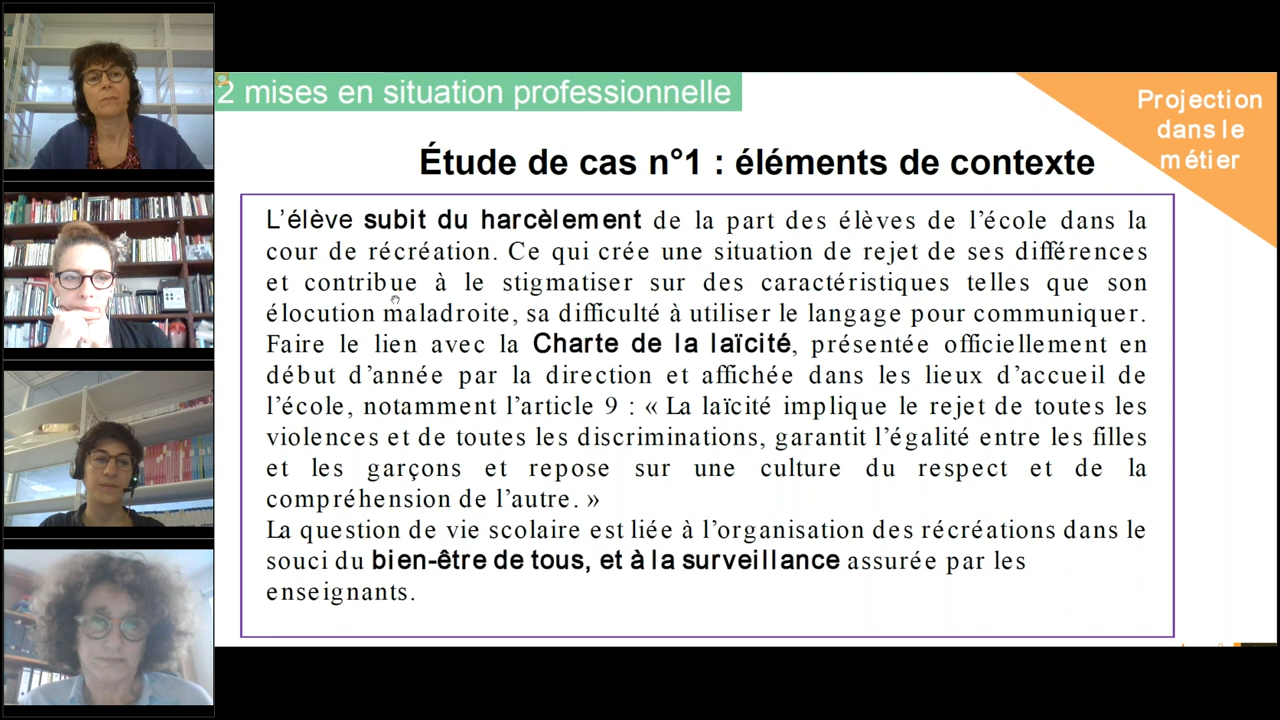 2 mises en situation professionnelle
Projection
dans le
métier
Étude de cas n°1 : éléments de contexte
L'élève subit du harcèlement de la part des élèves de l'école dans la
cour de récréation. Ce qui crée une situation de rejet de ses différences
et contribue à le stigmatiser sur des caractéristiques telles que son
élocution maladroite, sa difficulté à utiliser le langage pour communiquer.
Faire le lien avec la Charte de la laïcité, présentée officiellement en
début d'année par la direction et affichée dans les lieux d'accueil de
l'école, notamment l'article 9 : « La laïcité implique le rejet de toutes les
violences et de toutes les discriminations, garantit l'égalité entre les filles
et les garçons et repose sur une culture du respect et de la
compréhension de l'autre. »
La question de vie scolaire est liée à l'organisation des récréations dans le
souci du bien-être de tous, et à la surveillance assurée par les
enseignants.